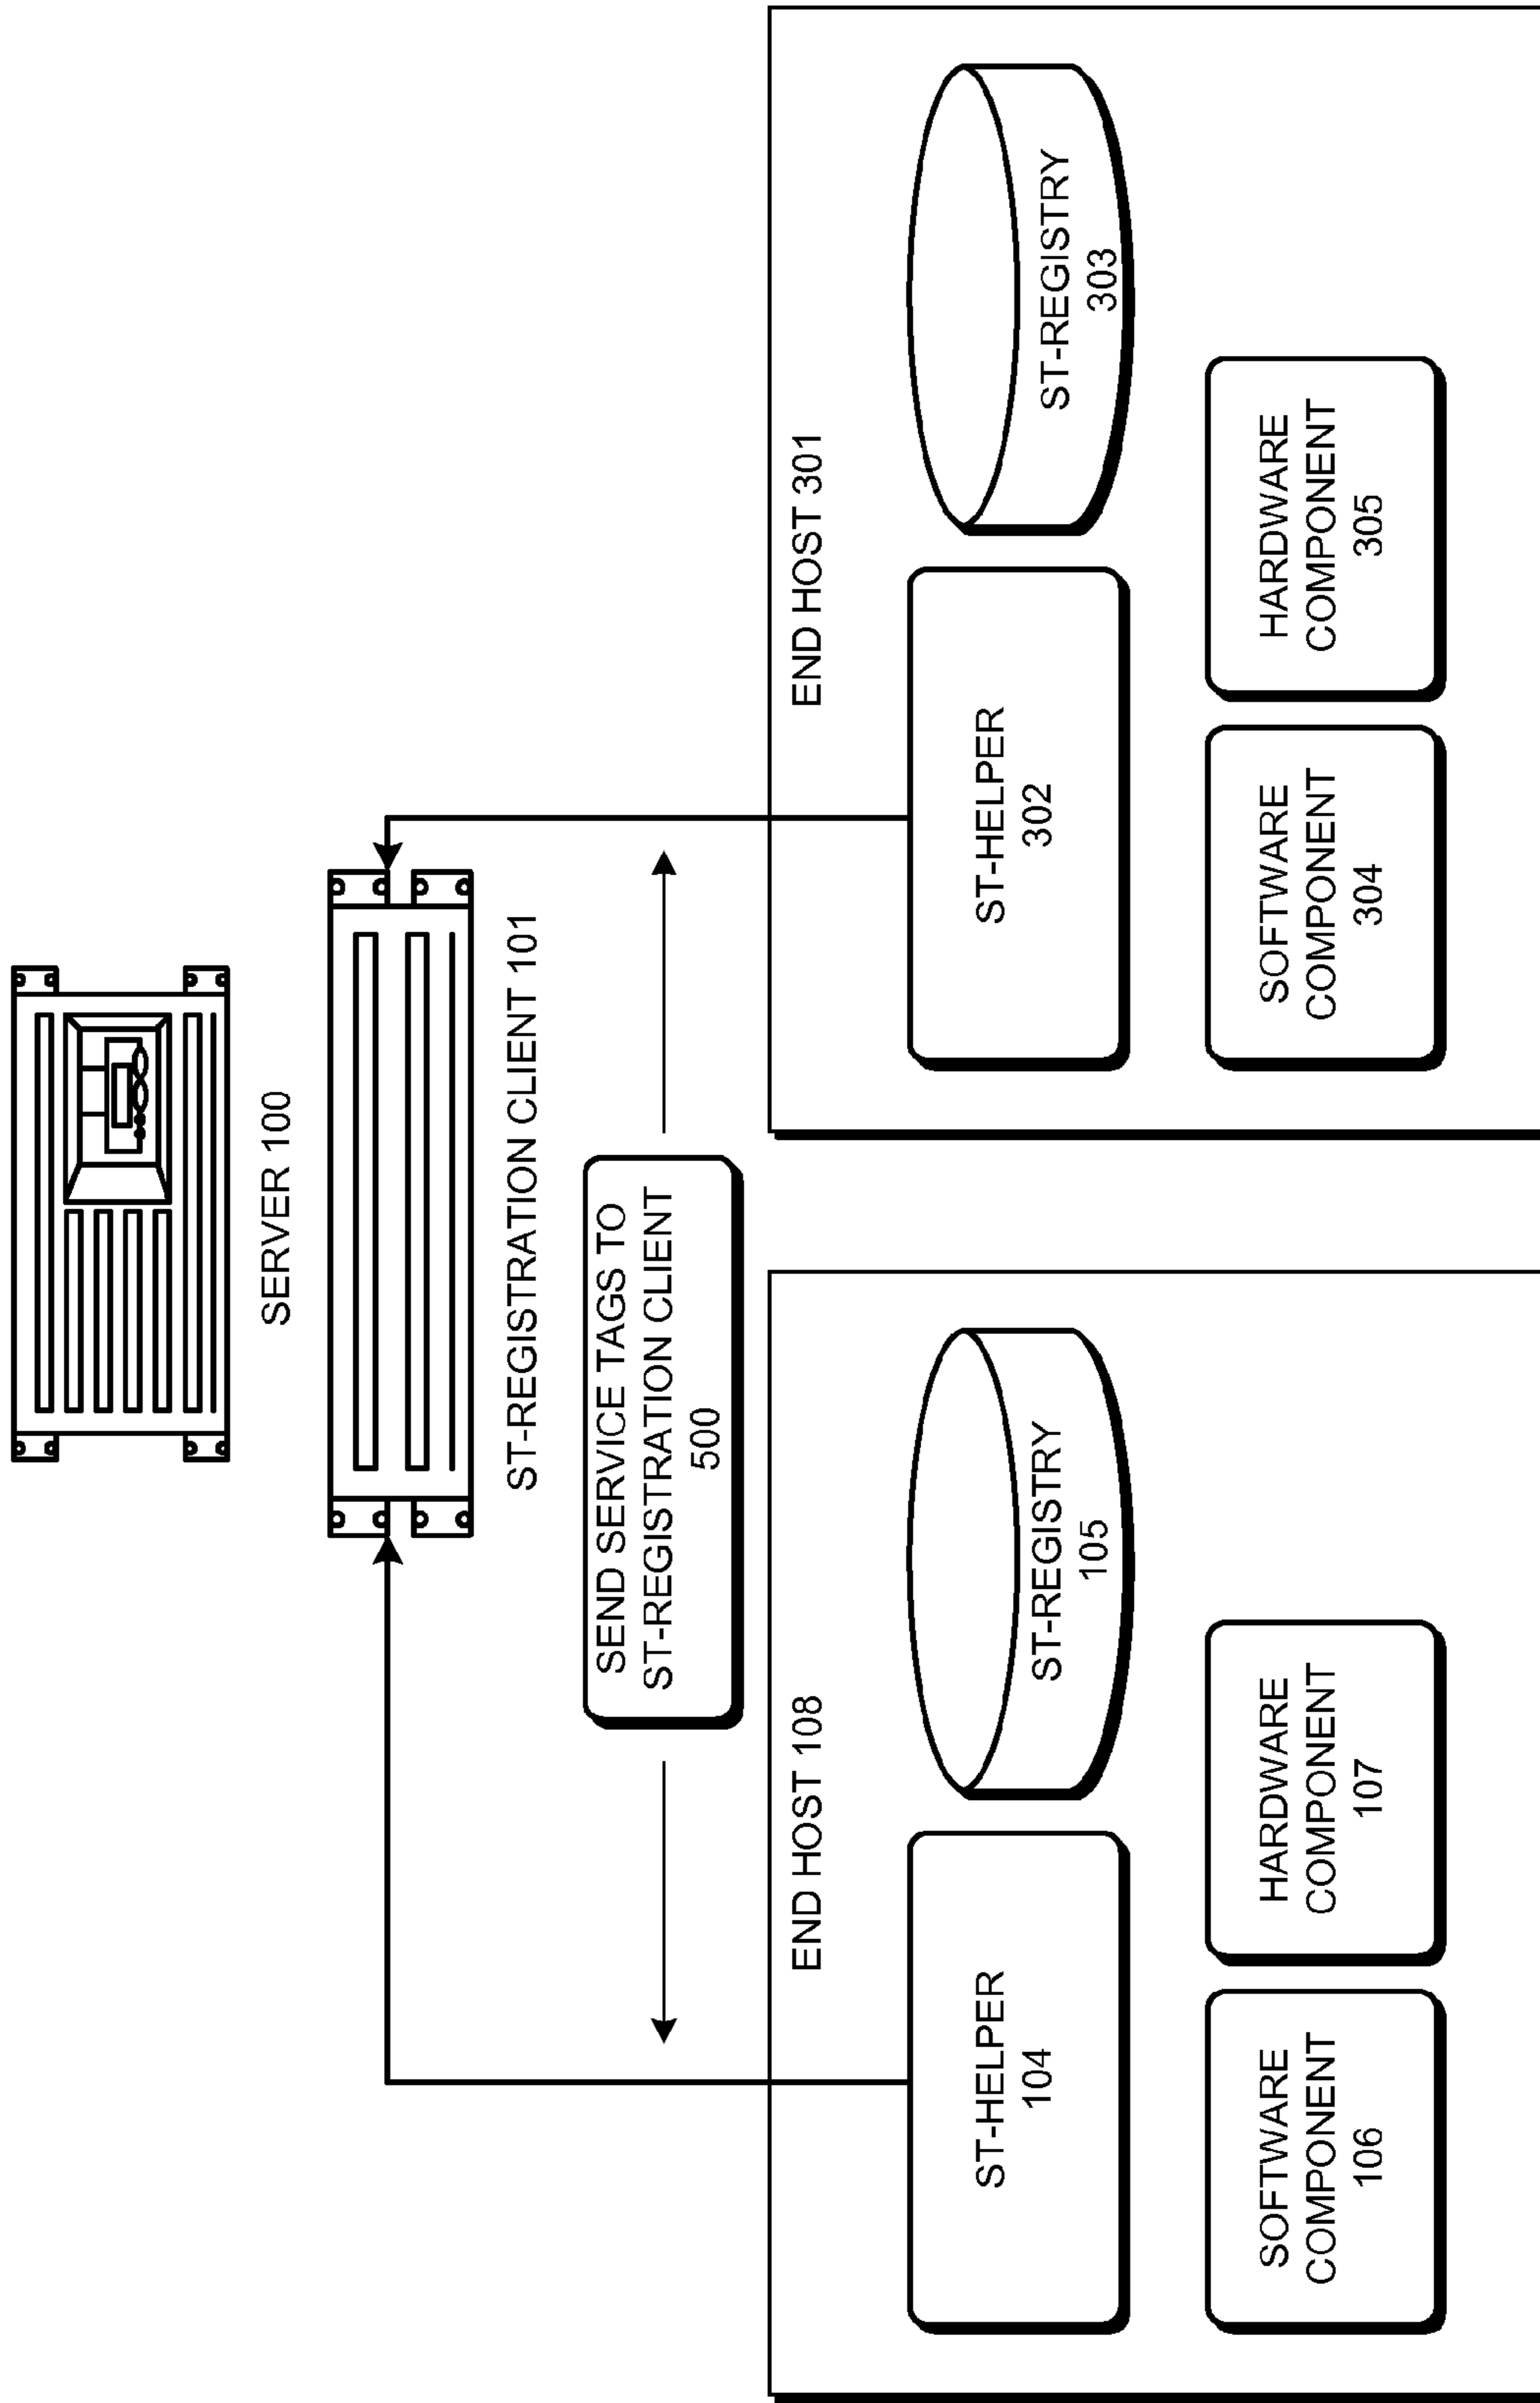 SERVER 100
ST-REGISTRATION CLIENT 101
SEND SERVICE TAGS TO
ST-REGISTRATION CLIENT
500
END HOST 108
ST-HELPER
104
ST-REGISTRY
105
SOFTWARE
COMPONENT
106
HARDWARE
COMPONENT
107
END HOST 301
ST-HELPER
302
ST-REGISTRY
303
SOFTWARE
COMPONENT
304
HARDWARE
COMPONENT
305